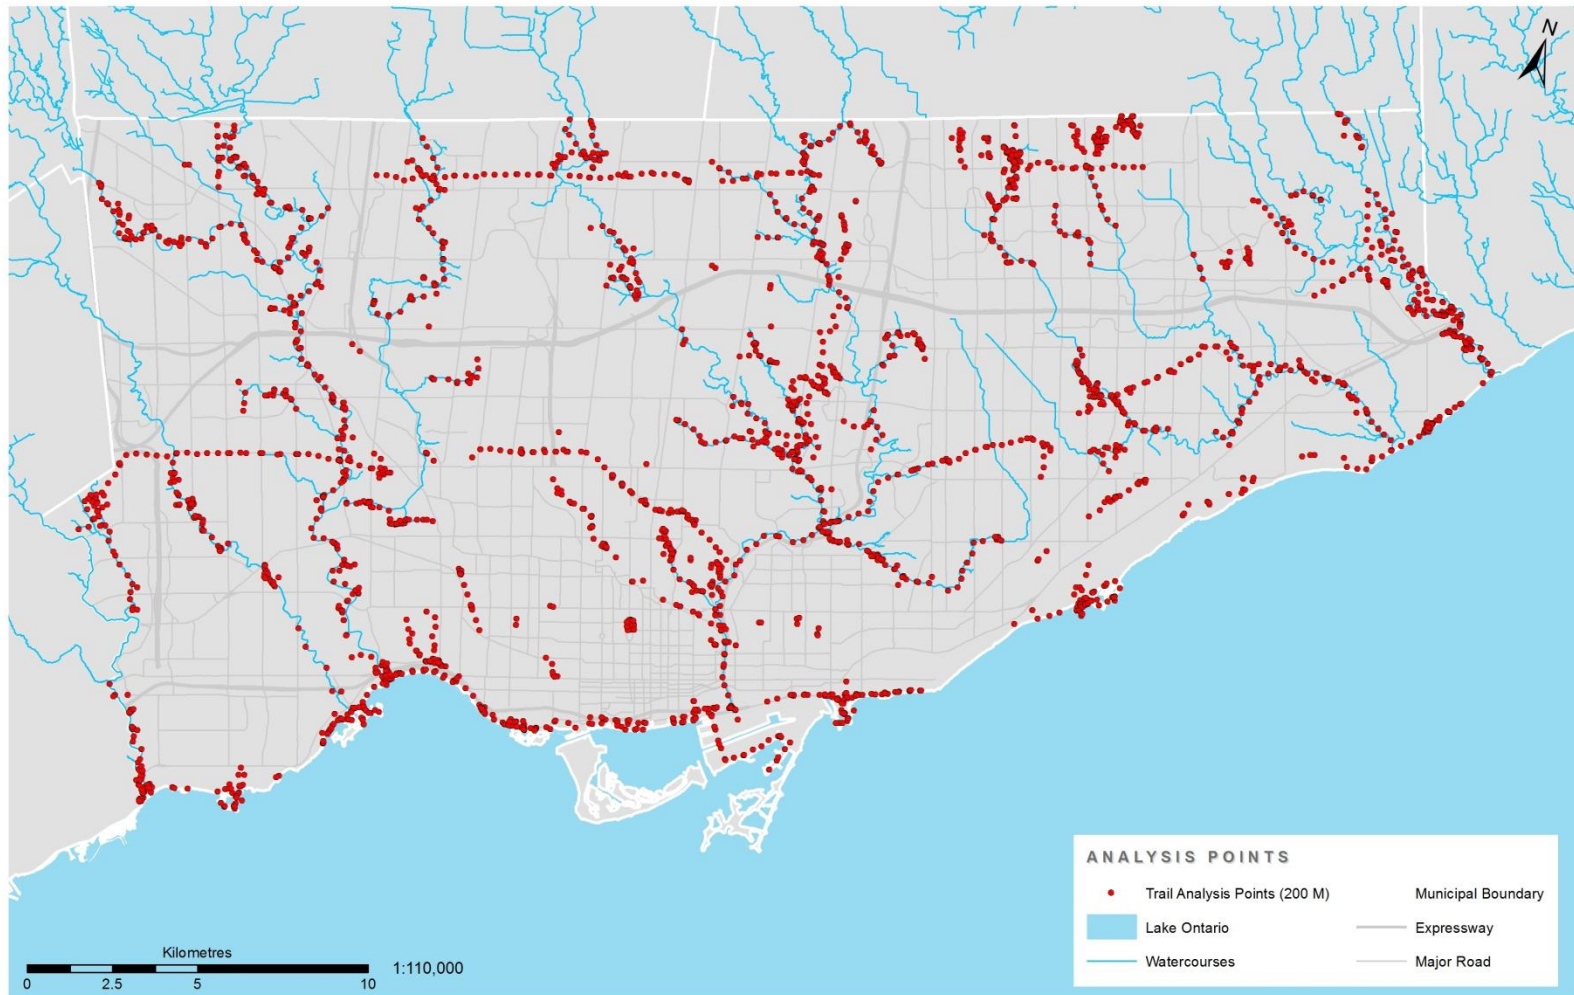 N
ANALYSIS POINTS
Trail Analysis Points (200 M)
Municipal Boundary
Lake Ontario
Expressway
Watercourses
Major Road
Kilometres
1:110,000
0 2.5 5 10